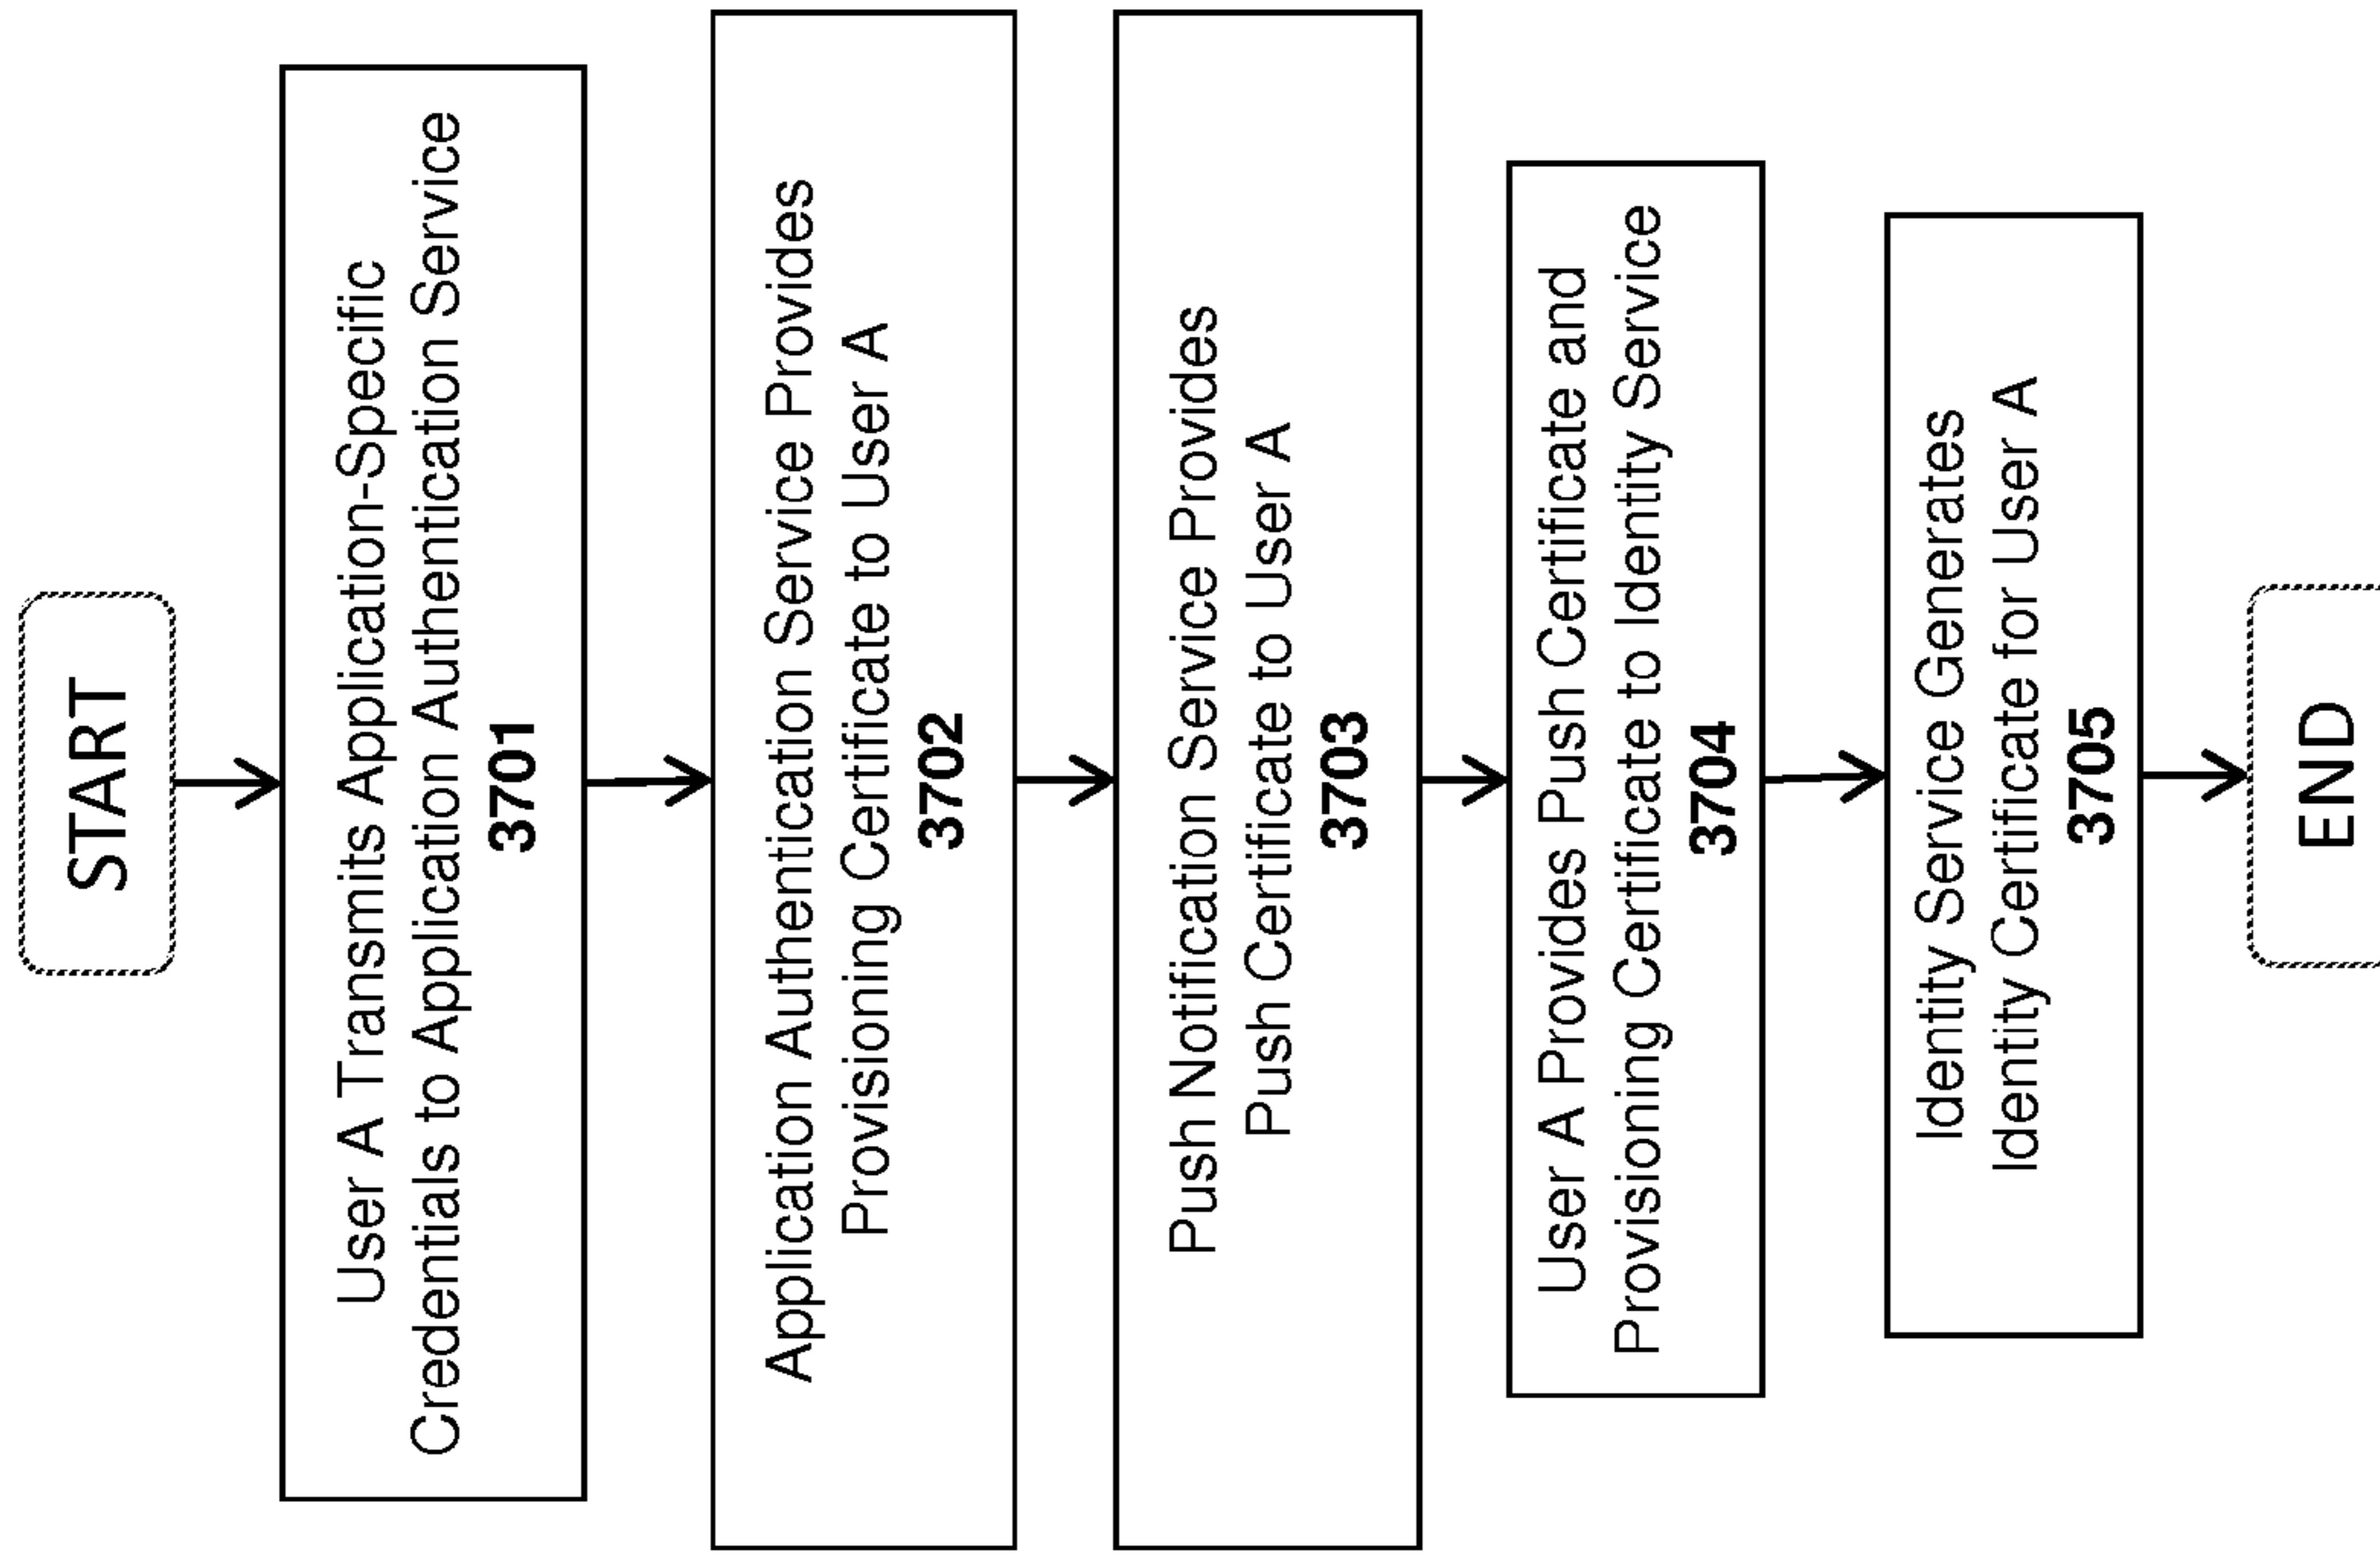 START
User A Transmits Application-Specific
Credentials to Application Authentication Service
3701
Application Authentication Service Provides
Provisioning Certificate to User A
3702
Push Notification Service Provides
Push Certificate to User A
3703
User A Provides Push Certificate and
Provisioning Certificate to Identity Service
3704
Identity Service Generates
Identity Certificate for User A
3705
END